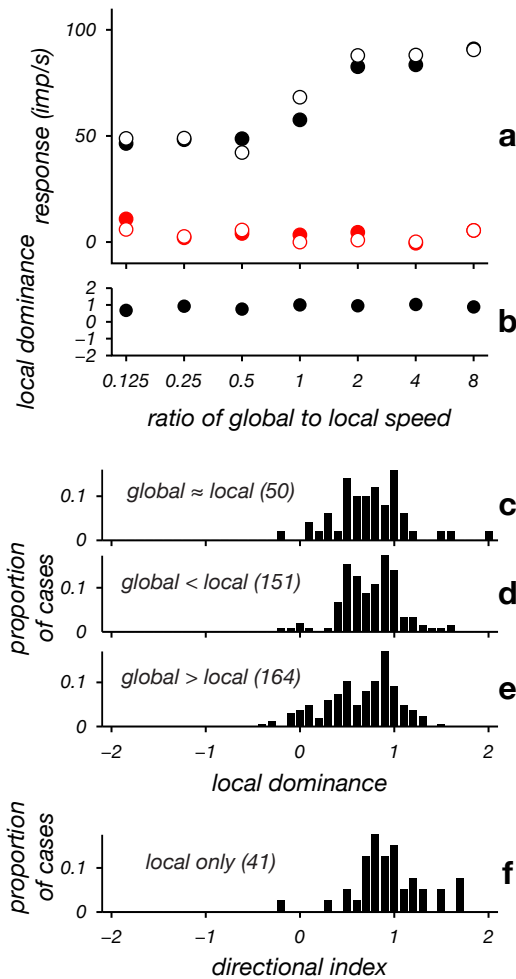 100
50
0
response (imp/s)
a
2
1
0
−1
−2
local dominance
b
0.125 0.25 0.5 1 2 4 8
ratio of global to local speed
0.1
0
global ≈ local (50)
c
0.1
0
global < local (151)
d
proportion
of cases
0.1
0
global > local (164)
e
−2 −1 0 1 2
local dominance
0.1
0
proportion
of cases
local only (41)
f
−2 −1 0 1 2
directional index